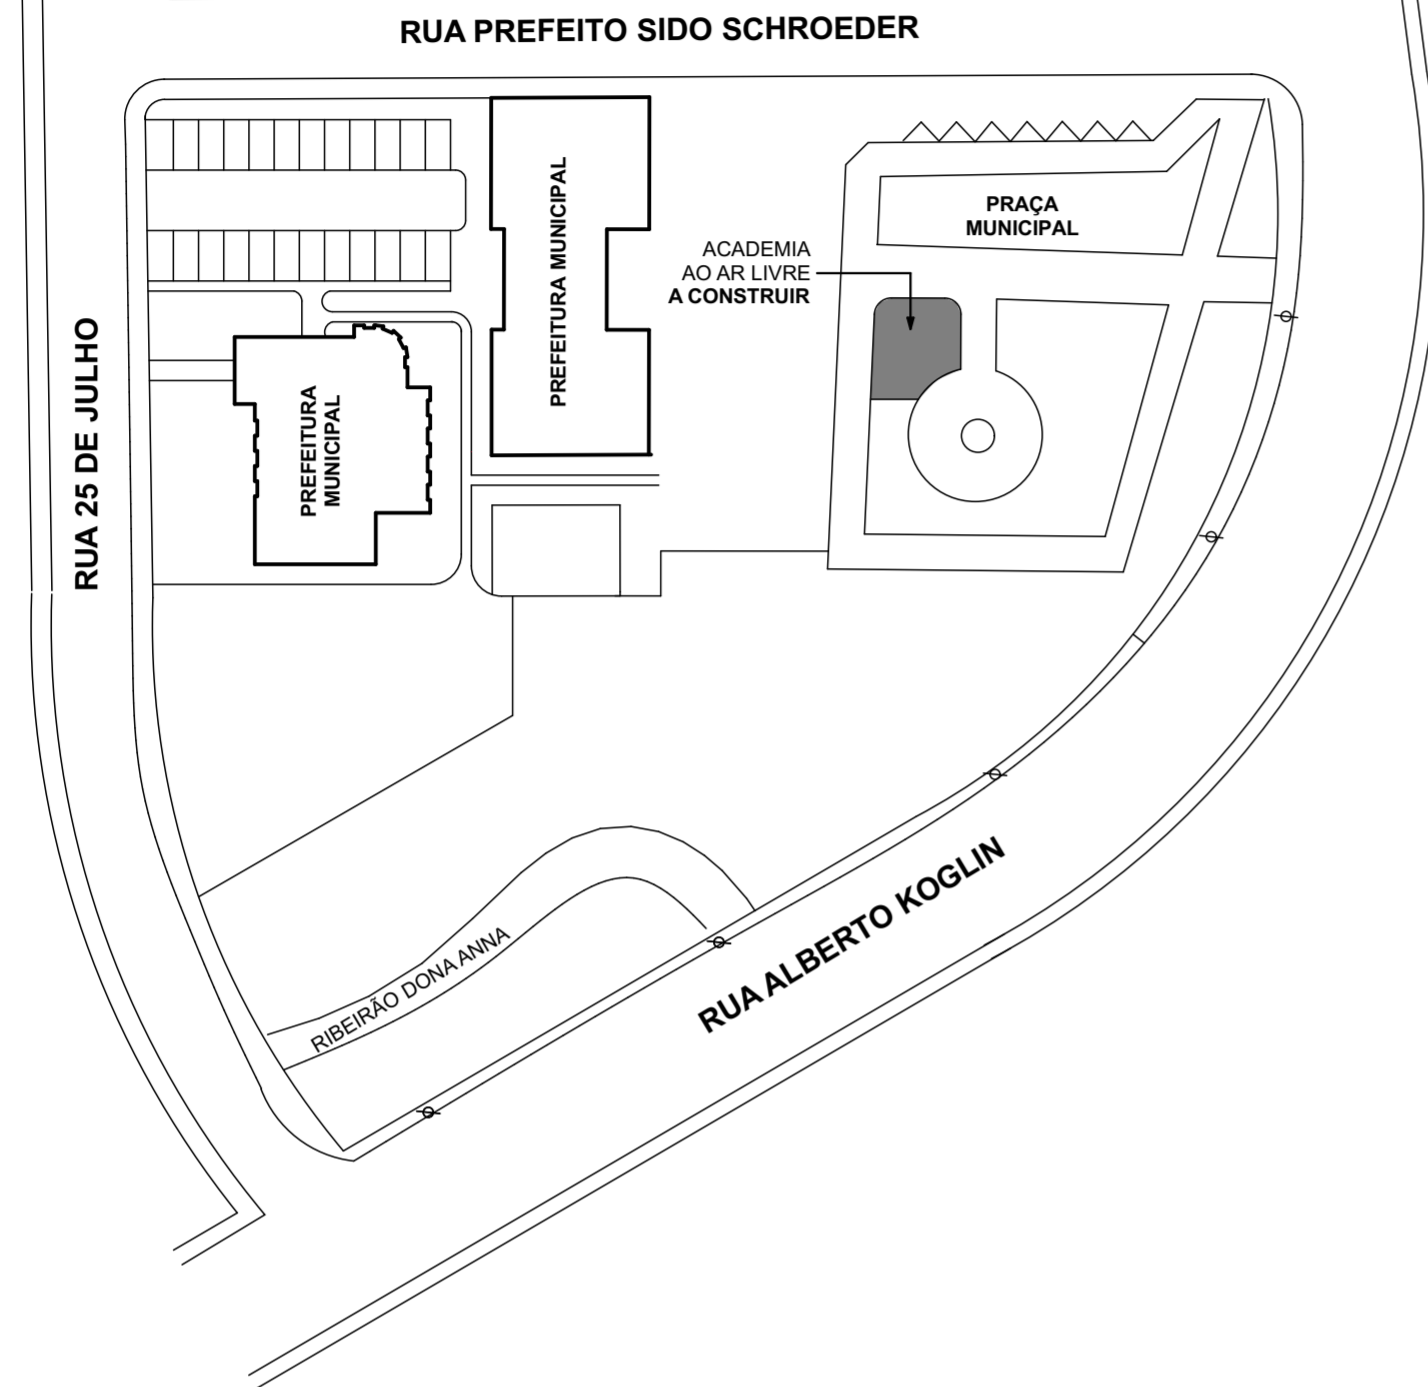 RUA PREFEITO SIDO SCHROEDER
PREFEITURA MUNICIPAL
PRAÇA
MUNICIPAL
ACADEMIA
AO AR LIVRE
A CONSTRUIR
RUA 25 DE JULHO
PREFEITURA
MUNICIPAL
RIBEIRÃO DONA ANNA
RUA ALBERTO KOGLIN